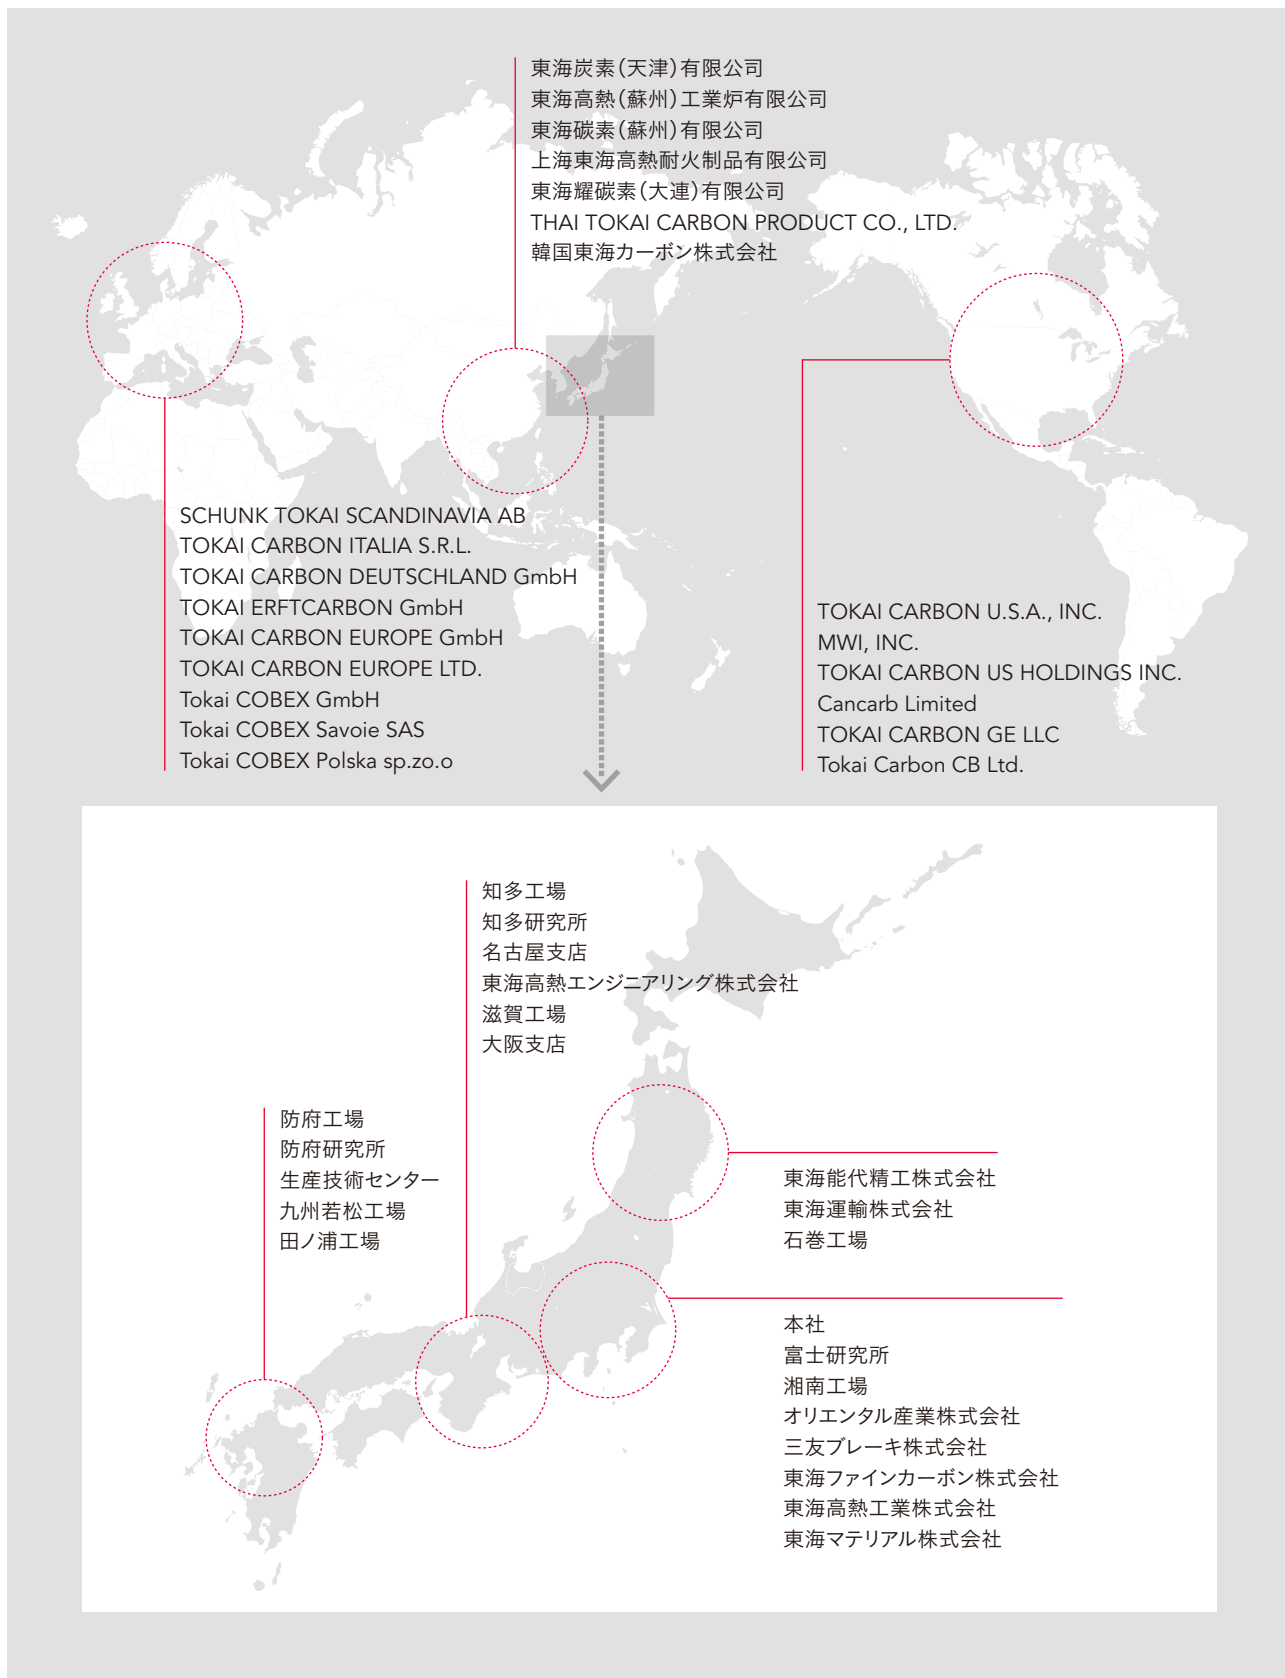 東海炭素（天津）有限公司
東海高熱（蘇州）工業炉有限公司
東海碳素（蘇州）有限公司
上海東海高熱耐火制品有限公司
東海耀碳素（大連）有限公司
THAI TOKAI CARBON PRODUCT CO., LTD.
韓国東海カーボン株式会社
SCHUNK TOKAI SCANDINAVIA AB
TOKAI CARBON ITALIA S.R.L.
TOKAI CARBON DEUTSCHLAND GmbH
TOKAI ERFTCARBON GmbH
TOKAI CARBON EUROPE GmbH
TOKAI CARBON EUROPE LTD.
Tokai COBEX GmbH
Tokai COBEX Savoie SAS
Tokai COBEX Polska sp.zo.o
TOKAI CARBON U.S.A., INC.
MWI, INC.
TOKAI CARBON US HOLDINGS INC.
Cancarb Limited
TOKAI CARBON GE LLC
Tokai Carbon CB Ltd.
知多工場
知多研究所
名古屋支店
東海高熱エンジニアリング株式会社
滋賀工場
大阪支店
防府工場
防府研究所
生産技術センター
九州若松工場
田ノ浦工場
東海能代精工株式会社
東海運輸株式会社
石巻工場
本社
富士研究所
湘南工場
オリエンタル産業株式会社
三友ブレーキ株式会社
東海ファインカーボン株式会社
東海高熱工業株式会社
東海マテリアル株式会社